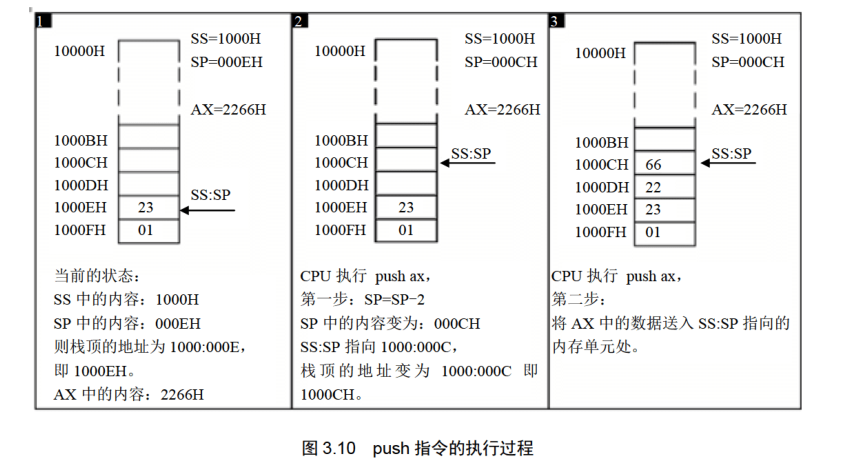 1
10000H
SS=1000H
SP=000EH
AX=2266H
1000BH
1000CH
1000DH
SS:SP
1000EH 23
1000FH 01
当前的状态：
SS 中的内容：1000H
SP 中的内容：000EH
则栈顶的地址为 1000:000E，
即 1000EH。
AX 中的内容：2266H
2
10000H
SS=1000H
SP=000CH
AX=2266H
1000BH
SS:SP
1000CH
1000DH
1000EH 23
1000FH 01
CPU 执行 push ax，
第一步：SP=SP-2
SP 中的内容变为：000CH
SS:SP 指向 1000:000C，
栈顶的地址变为 1000:000C 即
1000CH。
3
10000H
SS=1000H
SP=000CH
AX=2266H
1000BH
SS:SP
1000CH 66
1000DH 22
1000EH 23
1000FH 01
CPU 执行 push ax，
第二步：
将 AX 中的数据送入 SS:SP 指向的
内存单元处。
图 3.10 push 指令的执行过程